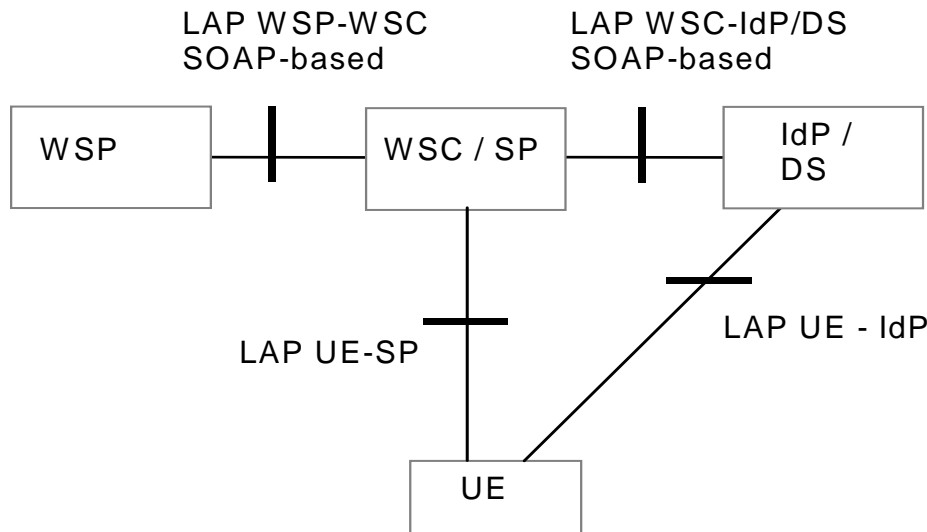 LAP WSP-WSC
SOAP-based
LAP WSC-IdP/DS
SOAP-based
WSP
WSC / SP
IdP /
DS
LAP UE-SP
LAP UE - IdP
UE